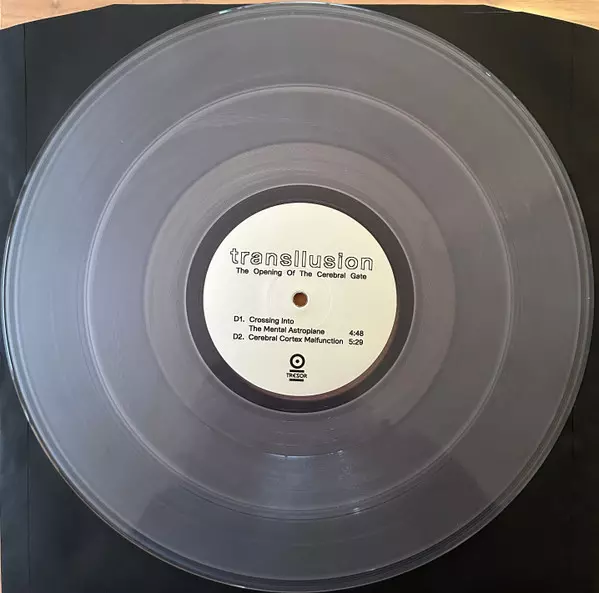 transllusion
The Opening Of The Cerebral Gate
D1. Crossing Into
The Mental Astroplane 4:48
D2. Cerebral Cortex Malfunction 5:29
TRESOR